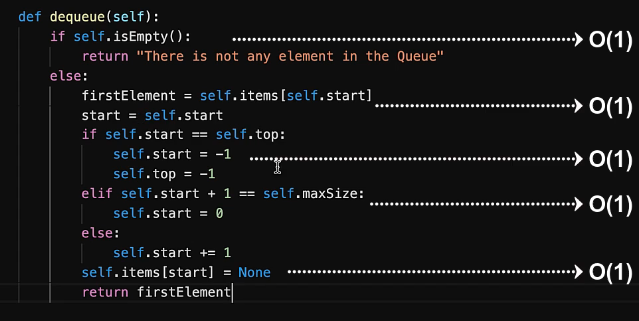 def dequeue(self):
    if self.isEmpty(): O(1)
        return "There is not any element in the Queue"
    else:
        firstElement = self.items[self.start] O(1)
        start = self.start
        if self.start == self.top:
            self.start = -1 O(1)
            self.top = -1
        elif self.start + 1 == self.maxSize: O(1)
            self.start = 0
        else:
            self.start += 1
        self.items[start] = None O(1)
        return firstElement